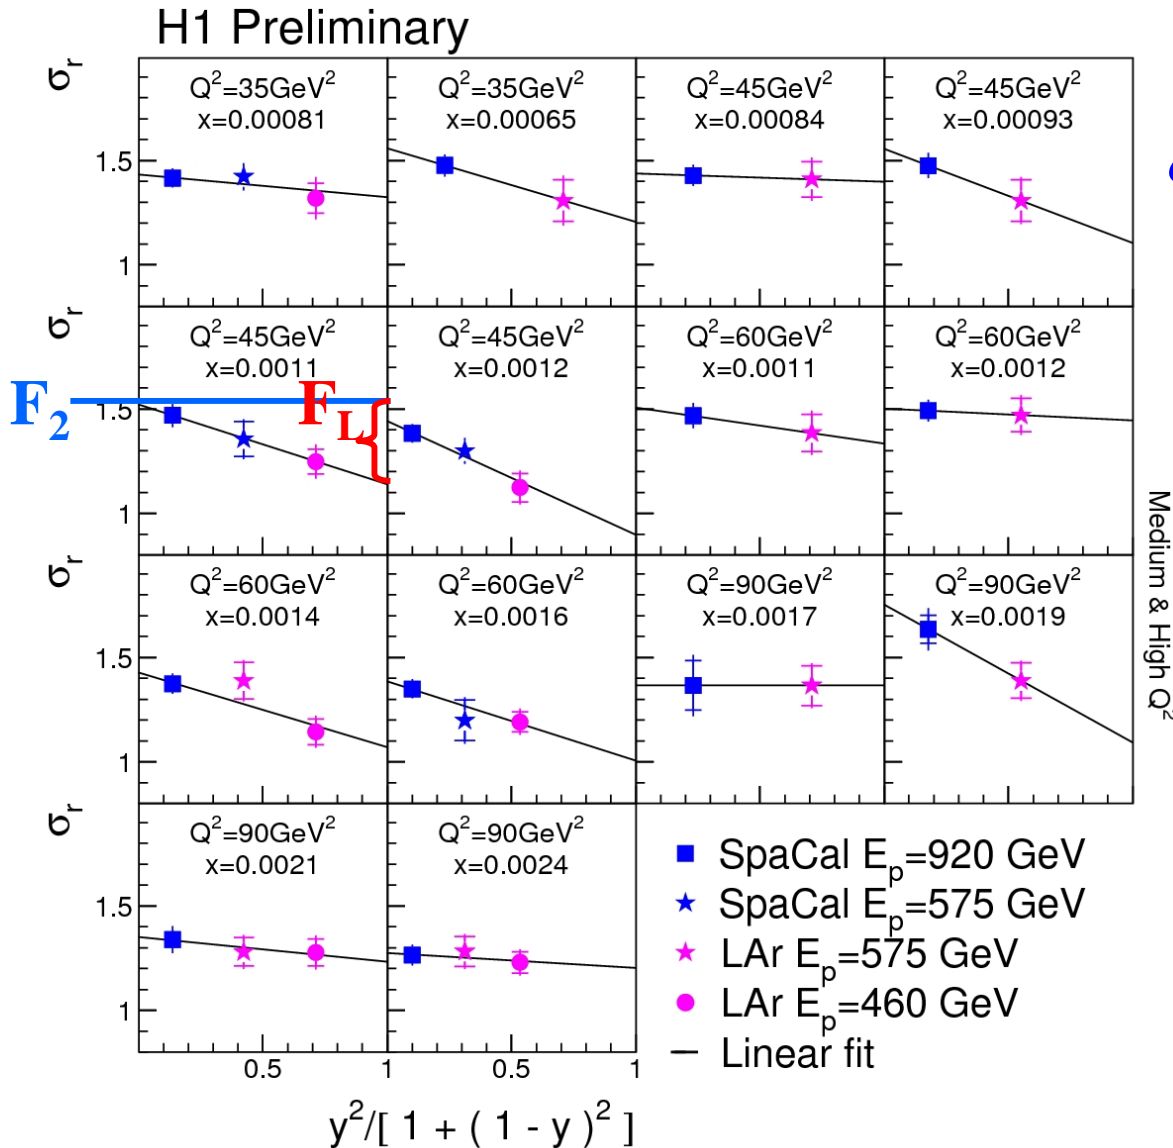 H1 Preliminary
σr
Q²=35GeV²
x=0.00081
Q²=35GeV²
x=0.00065
Q²=45GeV²
x=0.00084
Q²=45GeV²
x=0.00093
1.5
1
σr
Q²=45GeV²
x=0.0011
Q²=45GeV²
x=0.0012
Q²=60GeV²
x=0.0011
Q²=60GeV²
x=0.0012
F₂
F_L
1.5
1
σr
Q²=60GeV²
x=0.0014
Q²=60GeV²
x=0.0016
Q²=90GeV²
x=0.0017
Q²=90GeV²
x=0.0019
1.5
1
Medium & High Q²
σr
Q²=90GeV²
x=0.0021
Q²=90GeV²
x=0.0024
1.5
1
0.5 1 0.5 1
SpaCal E_p=920 GeV
SpaCal E_p=575 GeV
LAr E_p=575 GeV
LAr E_p=460 GeV
Linear fit
y²/[ 1 + ( 1 - y )² ]